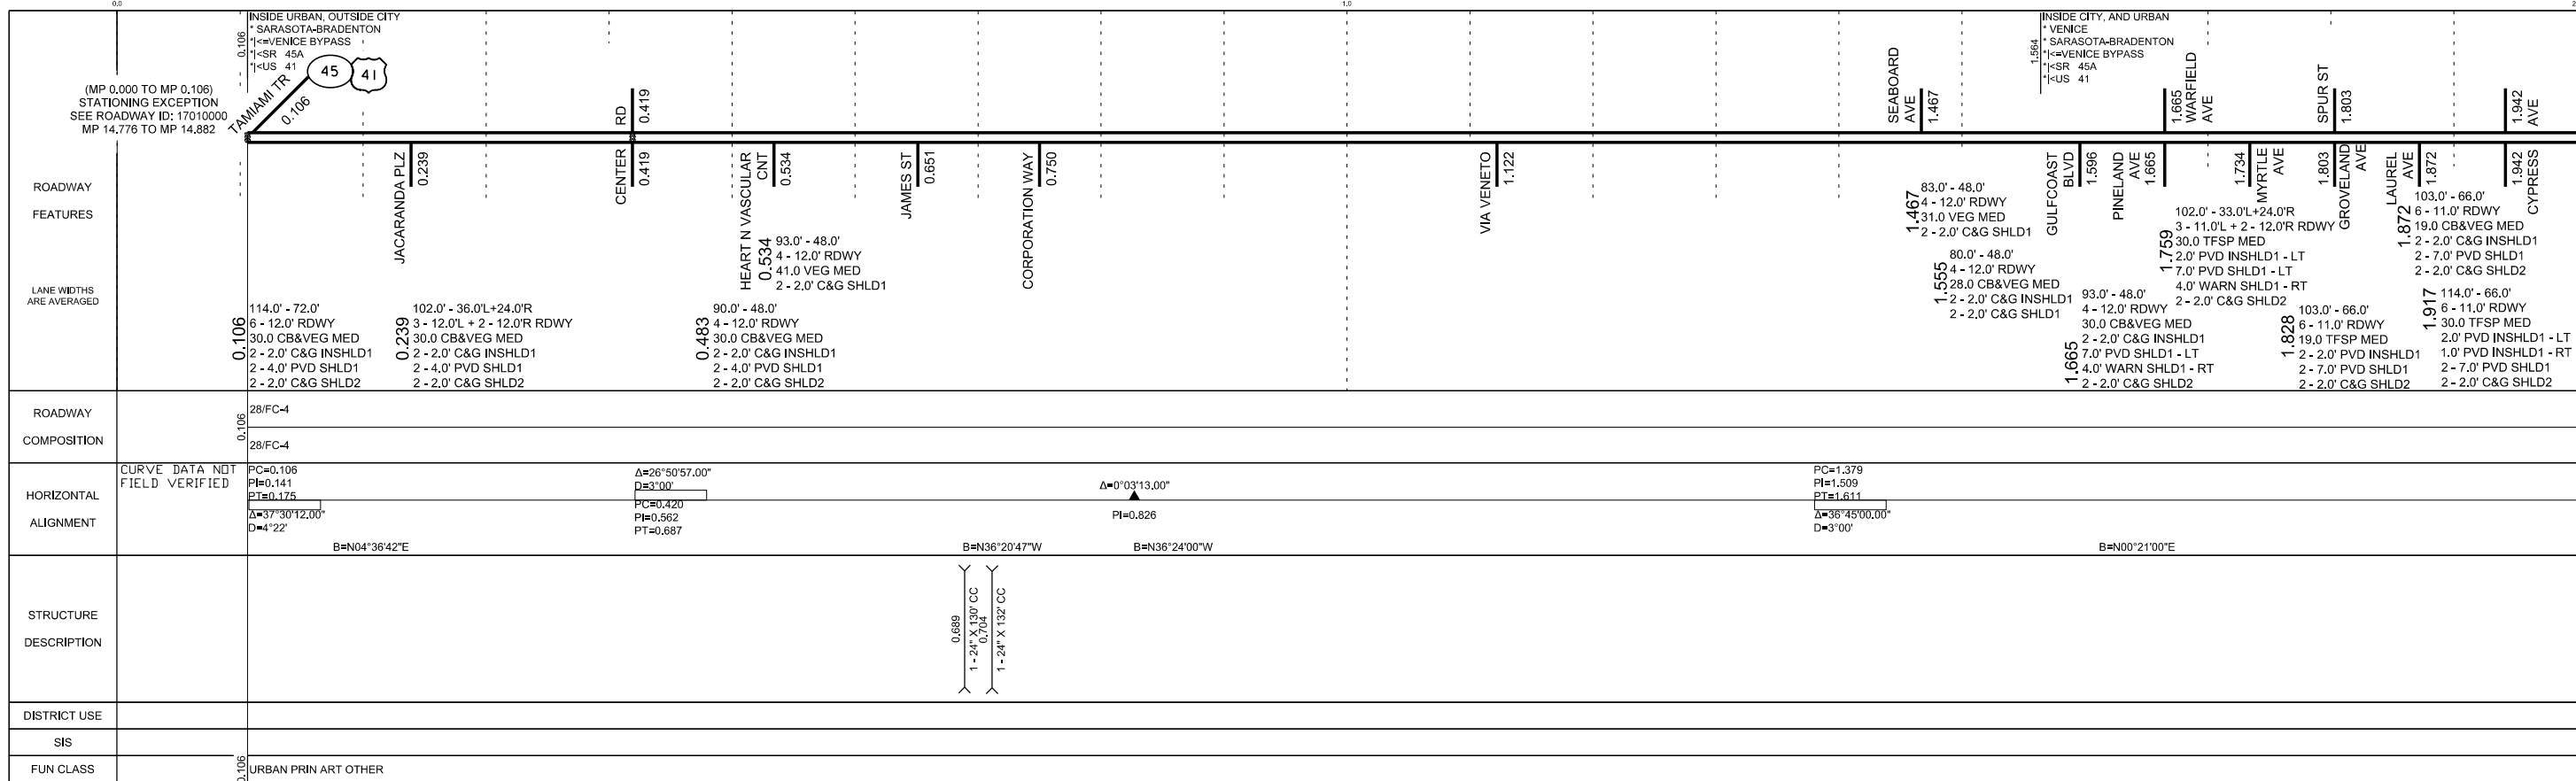 0.0
1.0
2
INSIDE URBAN, OUTSIDE CITY
* SARASOTA-BRADENTON
*|<=VENICE BYPASS
*|<SR 45A
*|<US 41
0.106
45
41
TAMIAMI TR
0.106
(MP 0.000 TO MP 0.106)
STATIONING EXCEPTION
SEE ROADWAY ID: 17010000
MP 14.776 TO MP 14.882
INSIDE CITY, AND URBAN
* VENICE
* SARASOTA-BRADENTON
*|<=VENICE BYPASS
*|<SR 45A
*|<US 41
1.564
RD
0.419
SEABOARD
AVE
1.467
1.665
WARFIELD
AVE
SPUR ST
1.803
1.942
AVE
ROADWAY
FEATURES
LANE WIDTHS
ARE AVERAGED
JACARANDA PLZ
0.239
CENTER
0.419
HEART N VASCULAR
CNT
0.534
JAMES ST
0.651
CORPORATION WAY
0.750
VIA VENETO
1.122
GULFCOAST
BLVD
1.596
PINELAND
AVE
1.665
1.734
MYRTLE
AVE
1.803
GROVELAND
AVE
LAUREL
AVE
1.872
1.942
CYPRESS
0.106
114.0' - 72.0'
6 - 12.0' RDWY
30.0 CB&VEG MED
2 - 2.0' C&G INSHLD1
2 - 4.0' PVD SHLD1
2 - 2.0' C&G SHLD2
0.239
102.0' - 36.0'L+24.0'R
3 - 12.0'L + 2 - 12.0'R RDWY
30.0 CB&VEG MED
2 - 2.0' C&G INSHLD1
2 - 4.0' PVD SHLD1
2 - 2.0' C&G SHLD2
0.483
90.0' - 48.0'
4 - 12.0' RDWY
30.0 CB&VEG MED
2 - 2.0' C&G INSHLD1
2 - 4.0' PVD SHLD1
2 - 2.0' C&G SHLD2
0.534
93.0' - 48.0'
4 - 12.0' RDWY
41.0 VEG MED
2 - 2.0' C&G SHLD1
1.467
83.0' - 48.0'
4 - 12.0' RDWY
31.0 VEG MED
2 - 2.0' C&G SHLD1
1.555
80.0' - 48.0'
4 - 12.0' RDWY
28.0 CB&VEG MED
2 - 2.0' C&G INSHLD1
2 - 2.0' C&G SHLD1
1.665
93.0' - 48.0'
4 - 12.0' RDWY
30.0 CB&VEG MED
2 - 2.0' C&G INSHLD1
7.0' PVD SHLD1 - LT
4.0' WARN SHLD1 - RT
2 - 2.0' C&G SHLD2
1.759
102.0' - 33.0'L+24.0'R
3 - 11.0'L + 2 - 12.0'R RDWY
30.0 TFSP MED
2.0' PVD INSHLD1 - LT
7.0' PVD SHLD1 - LT
4.0' WARN SHLD1 - RT
2 - 2.0' C&G SHLD2
1.828
103.0' - 66.0'
6 - 11.0' RDWY
19.0 TFSP MED
2 - 2.0' PVD INSHLD1
2 - 7.0' PVD SHLD1
2 - 2.0' C&G SHLD2
1.872
103.0' - 66.0'
6 - 11.0' RDWY
19.0 CB&VEG MED
2 - 2.0' C&G INSHLD1
2 - 7.0' PVD SHLD1
2 - 2.0' C&G SHLD2
1.917
114.0' - 66.0'
6 - 11.0' RDWY
30.0 TFSP MED
2.0' PVD INSHLD1 - LT
1.0' PVD INSHLD1 - RT
2 - 7.0' PVD SHLD1
2 - 2.0' C&G SHLD2
ROADWAY
COMPOSITION
0.106
28/FC-4
28/FC-4
HORIZONTAL
ALIGNMENT
CURVE DATA NOT
FIELD VERIFIED
PC=0.106
PI=0.141
PT=0.175
Δ=37°30'12.00"
D=4°22'
B=N04°36'42"E
Δ=26°50'57.00"
D=3°00'
PC=0.420
PI=0.562
PT=0.687
B=N36°20'47"W
Δ=0°03'13.00"
PI=0.826
B=N36°24'00"W
PC=1.379
PI=1.509
PT=1.611
Δ=36°45'00.00"
D=3°00'
B=N00°21'00"E
STRUCTURE
DESCRIPTION
0.689
1 - 24" X 130' CC
0.704
1 - 24" X 132' CC
DISTRICT USE
SIS
FUN CLASS
0.106
URBAN PRIN ART OTHER